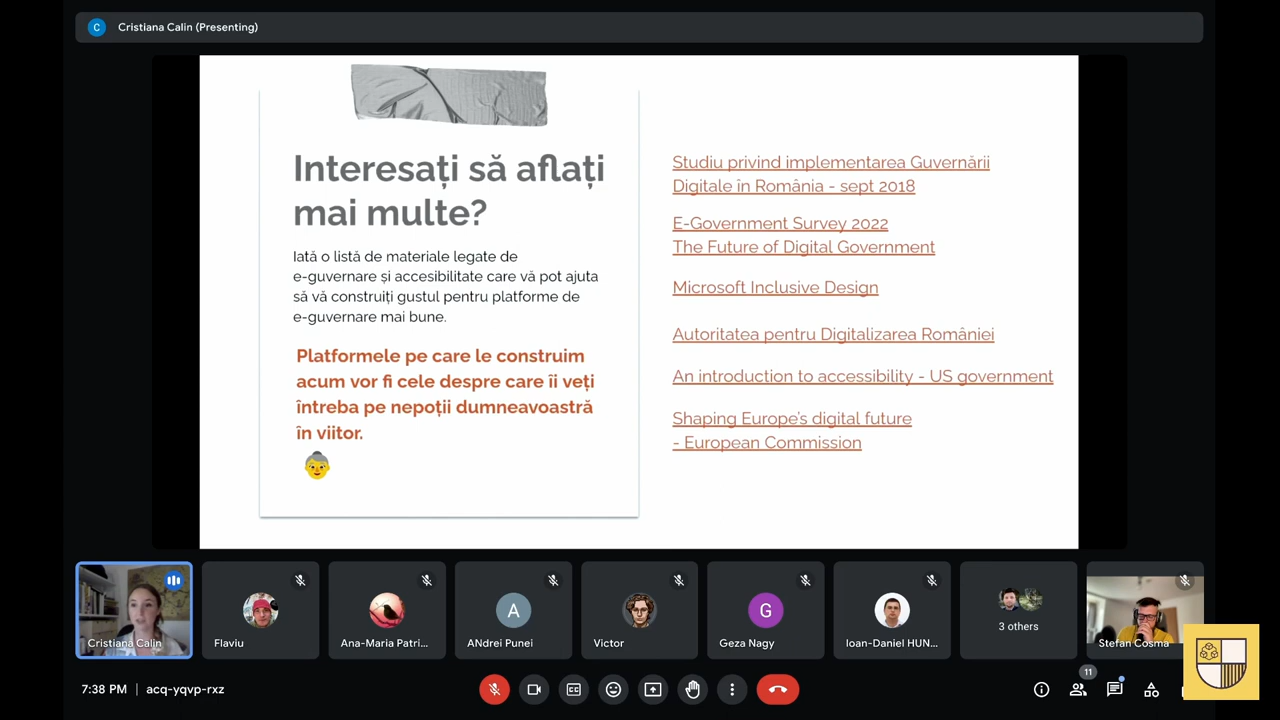 C
Cristiana Calin (Presenting)
Interesați să aflați
mai multe?
Iată o listă de materiale legate de
e-guvernare și accesibilitate care vă pot ajuta
să vă construiți gustul pentru platforme de
e-guvernare mai bune.
Platformele pe care le construim
acum vor fi cele despre care îi veți
întreba pe nepoții dumneavoastră
în viitor.
Studiu privind implementarea Guvernării
Digitale în România - sept 2018
E-Government Survey 2022
The Future of Digital Government
Microsoft Inclusive Design
Autoritatea pentru Digitalizarea României
An introduction to accessibility - US government
Shaping Europe's digital future
- European Commission
Cristiana Calin
Flaviu
Ana-Maria Patri...
A
ANdrei Punei
Victor
G
Geza Nagy
Ioan-Daniel HUN...
3 others
Stefan Cosma
7:38 PM | acq-yqvp-rxz
CC
11